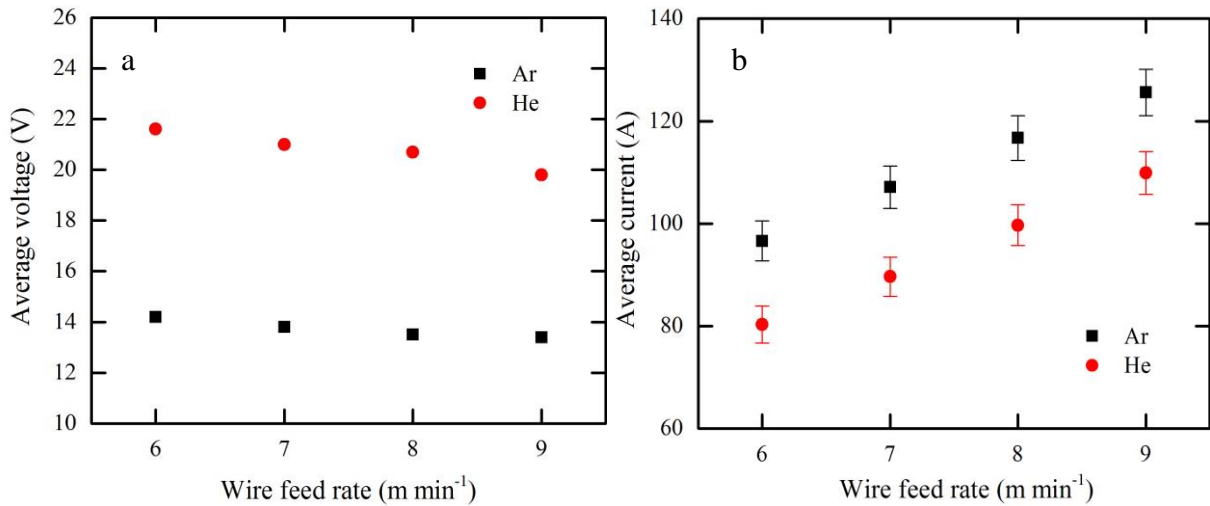 a
Ar
He
26
24
22
20
18
16
14
12
10
6 7 8 9
Average voltage (V)
Wire feed rate (m min⁻¹)
b
140
120
100
80
60
Ar
He
6 7 8 9
Average current (A)
Wire feed rate (m min⁻¹)